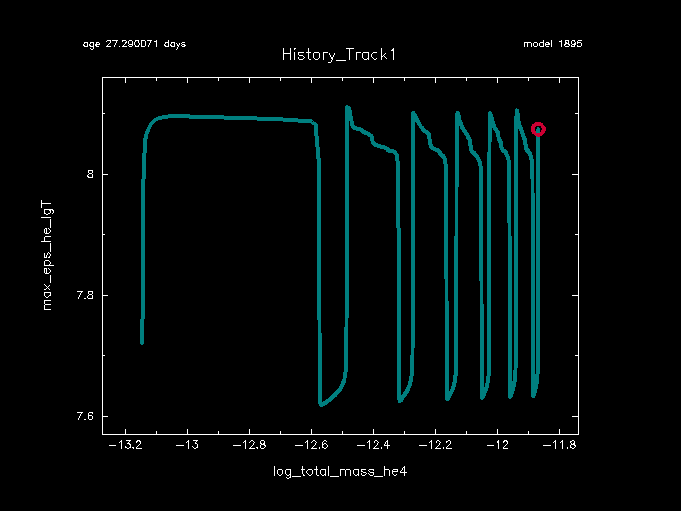 age 27.290071 days
model 1895
History_Track1
max_eps_he_lgT
8
7.8
7.6
−13.2 −13 −12.8 −12.6 −12.4 −12.2 −12 −11.8
log_total_mass_he4